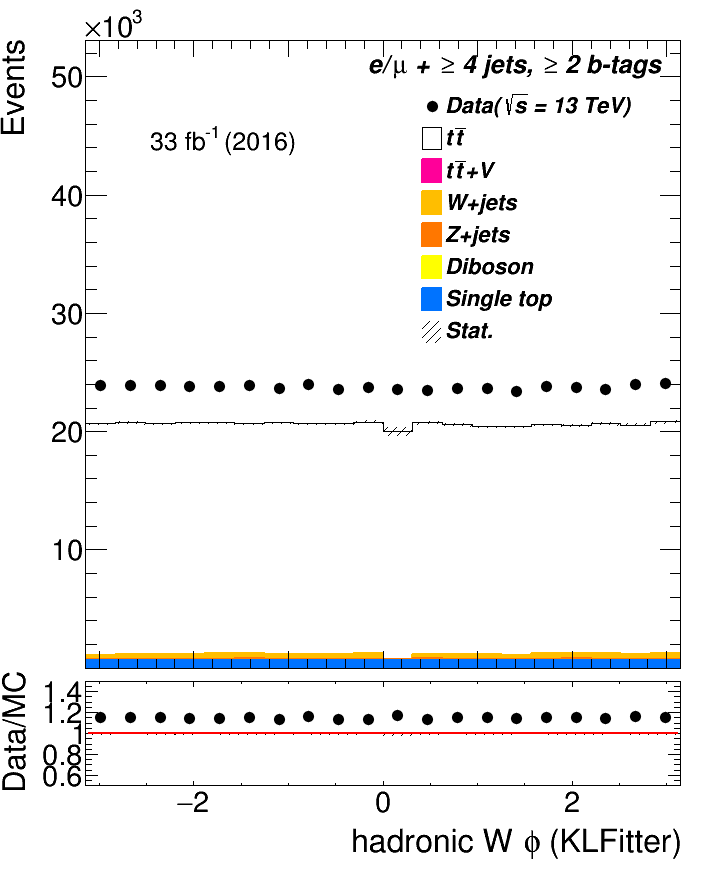 ×10³
Events
50
40
30
20
10
e/μ + ≥ 4 jets, ≥ 2 b-tags
33 fb⁻¹ (2016)
Data(√s = 13 TeV)
tt̅
tt̅+V
W+jets
Z+jets
Diboson
Single top
Stat.
Data/MC
1.4
1.2
1
0.8
0.6
−2 0 2
hadronic W ϕ (KLFitter)